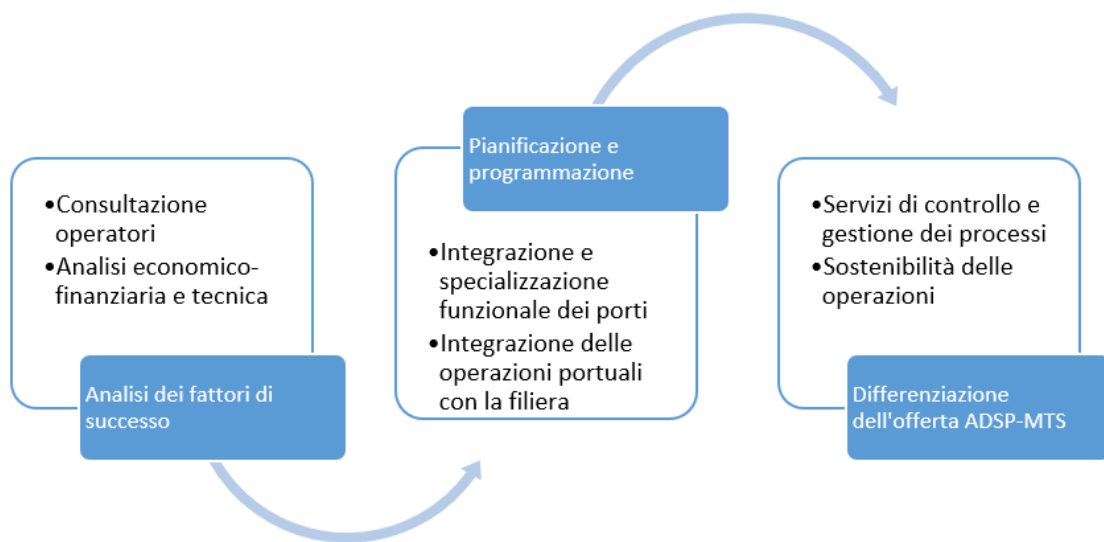 •Consultazione
operatori
•Analisi economico-
finanziaria e tecnica
Analisi dei fattori di
successo
Pianificazione e
programmazione
•Integrazione e
specializzazione
funzionale dei porti
•Integrazione delle
operazioni portuali
con la filiera
•Servizi di controllo e
gestione dei processi
•Sostenibilità delle
operazioni
Differenziazione
dell'offerta ADSP-MTS